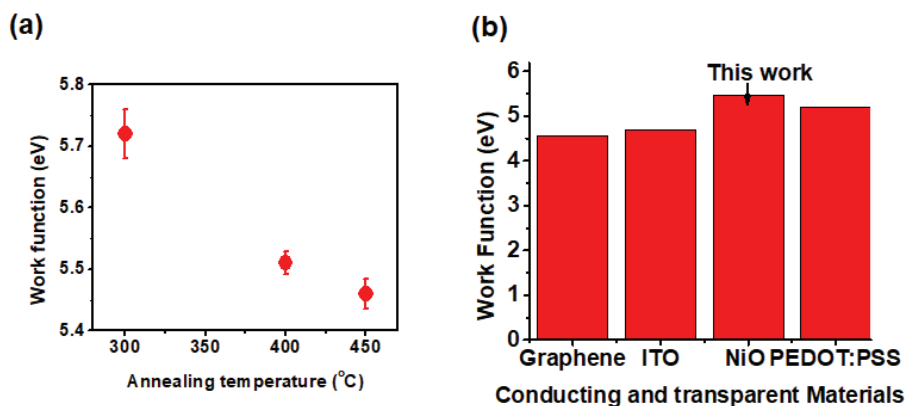 (a)
Work function (eV)
5.8
5.7
5.6
5.5
5.4
300 350 400 450
Annealing temperature (°C)
(b)
Work Function (eV)
6
5
4
3
2
1
0
This work
Graphene ITO NiO PEDOT:PSS
Conducting and transparent Materials